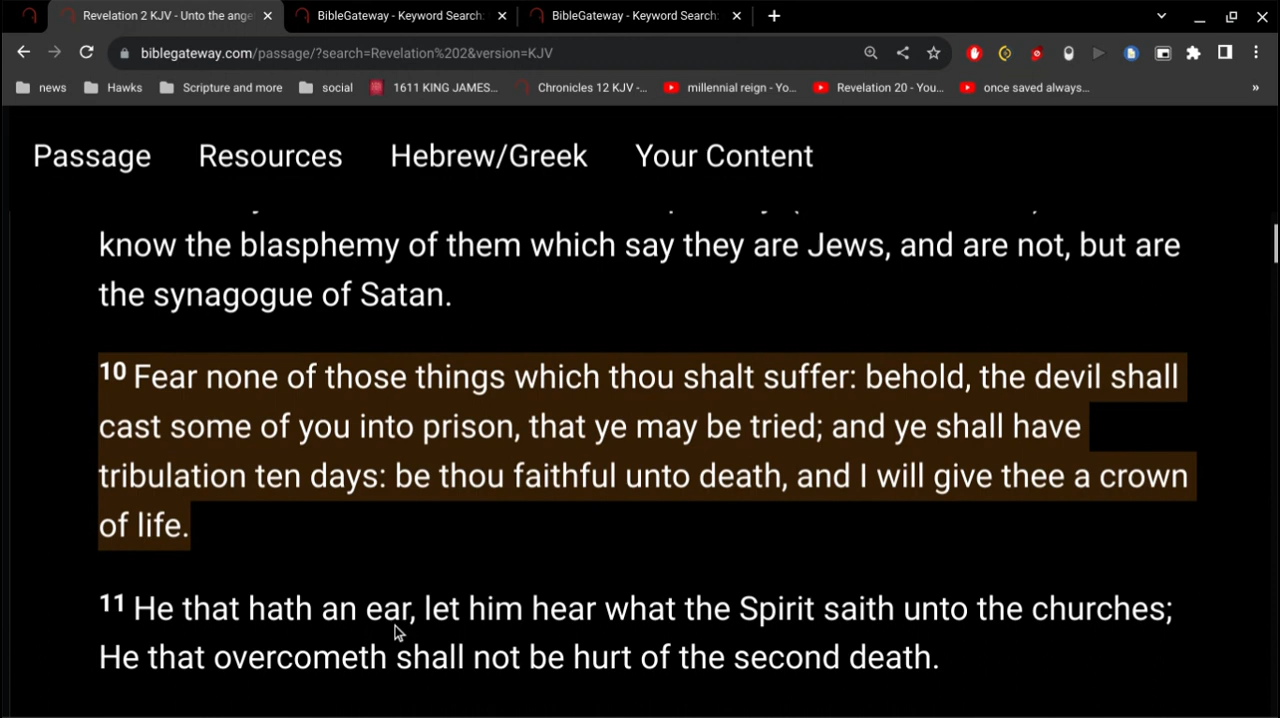 Revelation 2 KJV - Unto the ange
BibleGateway - Keyword Search:
BibleGateway - Keyword Search:
biblegateway.com/passage/?search=Revelation%202&version=KJV
news
Hawks
Scripture and more
social
1611 KING JAMES...
Chronicles 12 KJV -...
millennial reign - Yo...
Revelation 20 - You...
once saved always...
»
Passage Resources Hebrew/Greek Your Content
know the blasphemy of them which say they are Jews, and are not, but are
the synagogue of Satan.
10 Fear none of those things which thou shalt suffer: behold, the devil shall
cast some of you into prison, that ye may be tried; and ye shall have
tribulation ten days: be thou faithful unto death, and I will give thee a crown
of life.
11 He that hath an ear, let him hear what the Spirit saith unto the churches;
He that overcometh shall not be hurt of the second death.